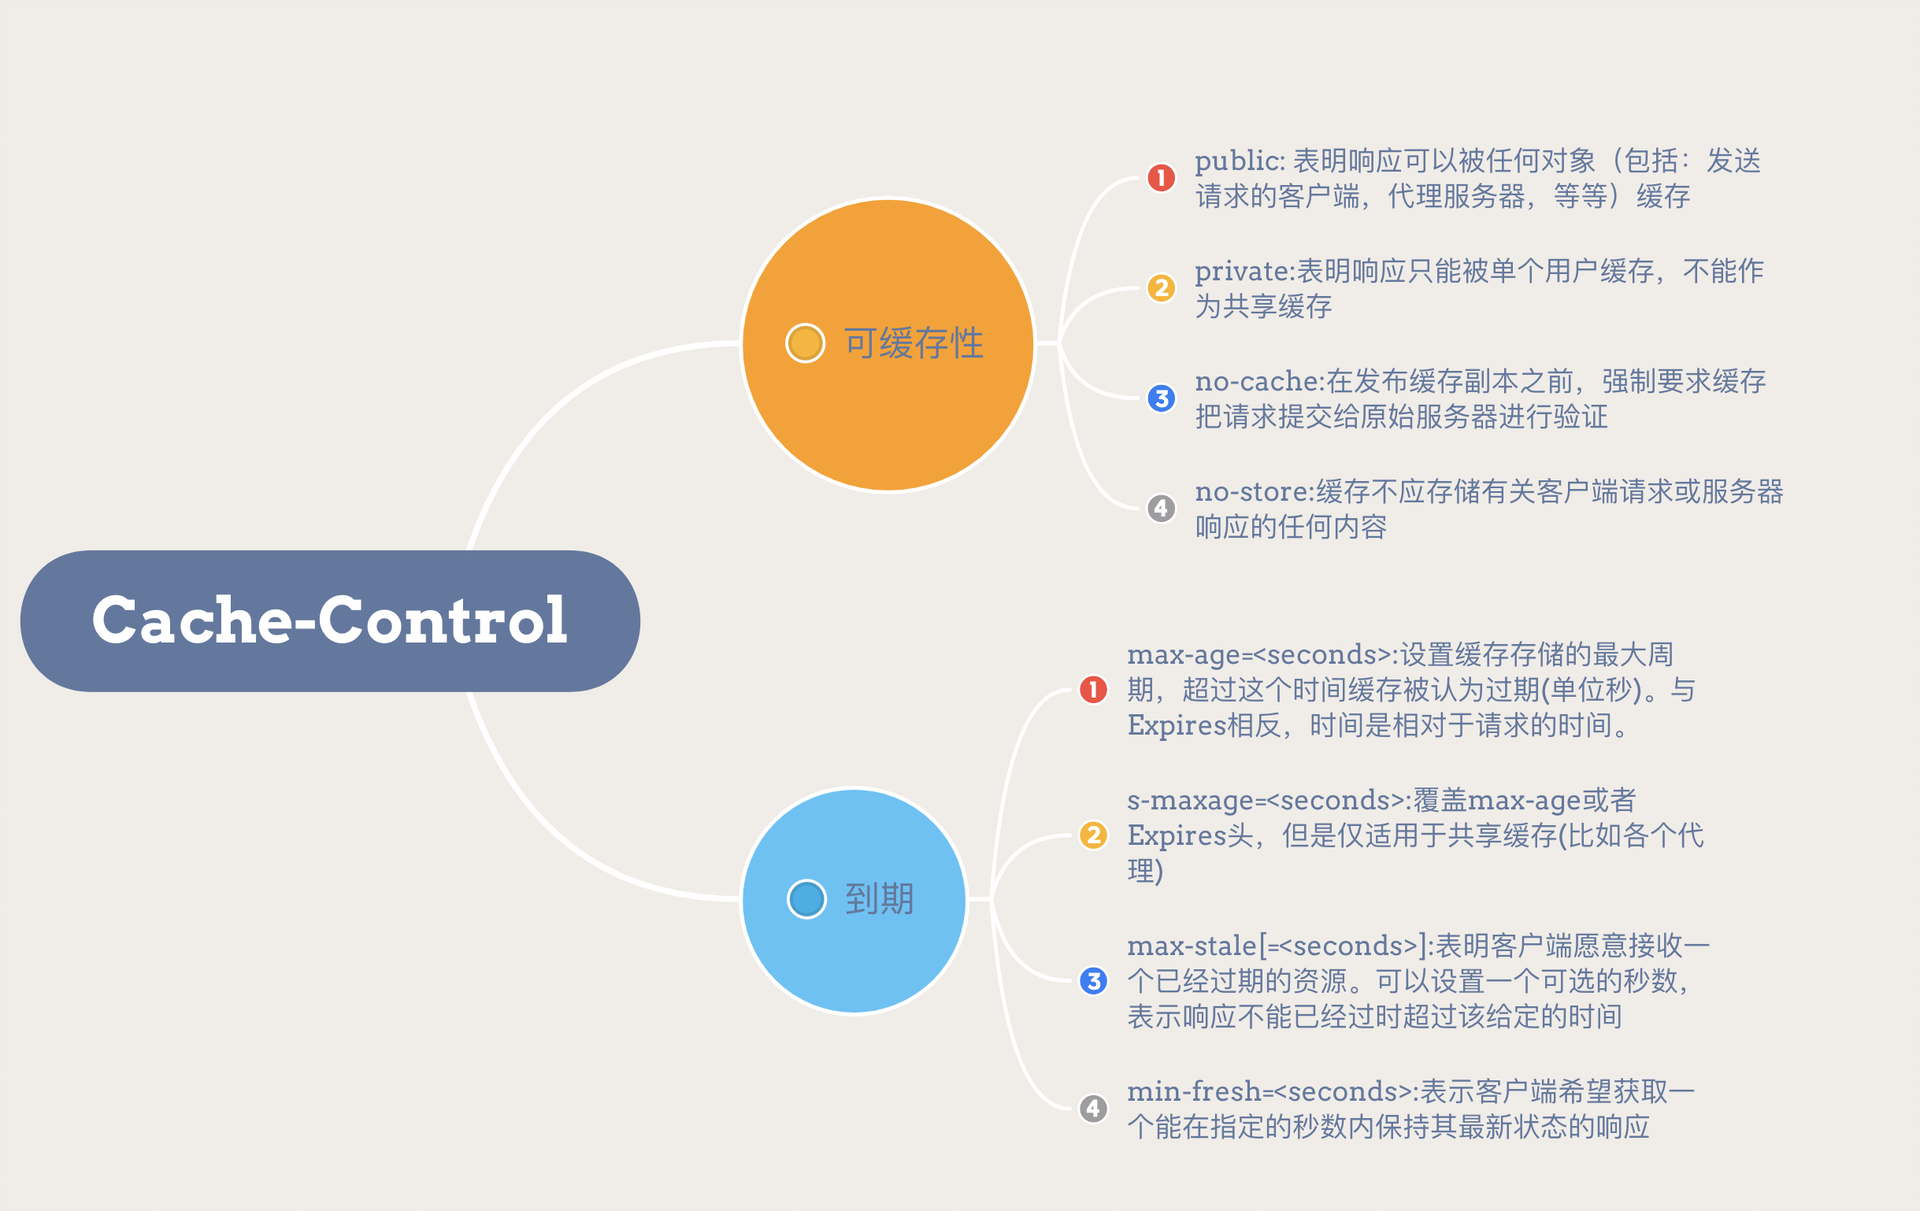 Cache-Control
可缓存性
1
public: 表明响应可以被任何对象（包括：发送
请求的客户端，代理服务器，等等）缓存
2
private:表明响应只能被单个用户缓存，不能作
为共享缓存
3
no-cache:在发布缓存副本之前，强制要求缓存
把请求提交给原始服务器进行验证
4
no-store:缓存不应存储有关客户端请求或服务器
响应的任何内容
到期
1
max-age=<seconds>:设置缓存存储的最大周
期，超过这个时间缓存被认为过期(单位秒)。与
Expires相反，时间是相对于请求的时间。
2
s-maxage=<seconds>:覆盖max-age或者
Expires头，但是仅适用于共享缓存(比如各个代
理)
3
max-stale[=<seconds>]:表明客户端愿意接收一
个已经过期的资源。可以设置一个可选的秒数，
表示响应不能已经过时超过该给定的时间
4
min-fresh=<seconds>:表示客户端希望获取一
个能在指定的秒数内保持其最新状态的响应